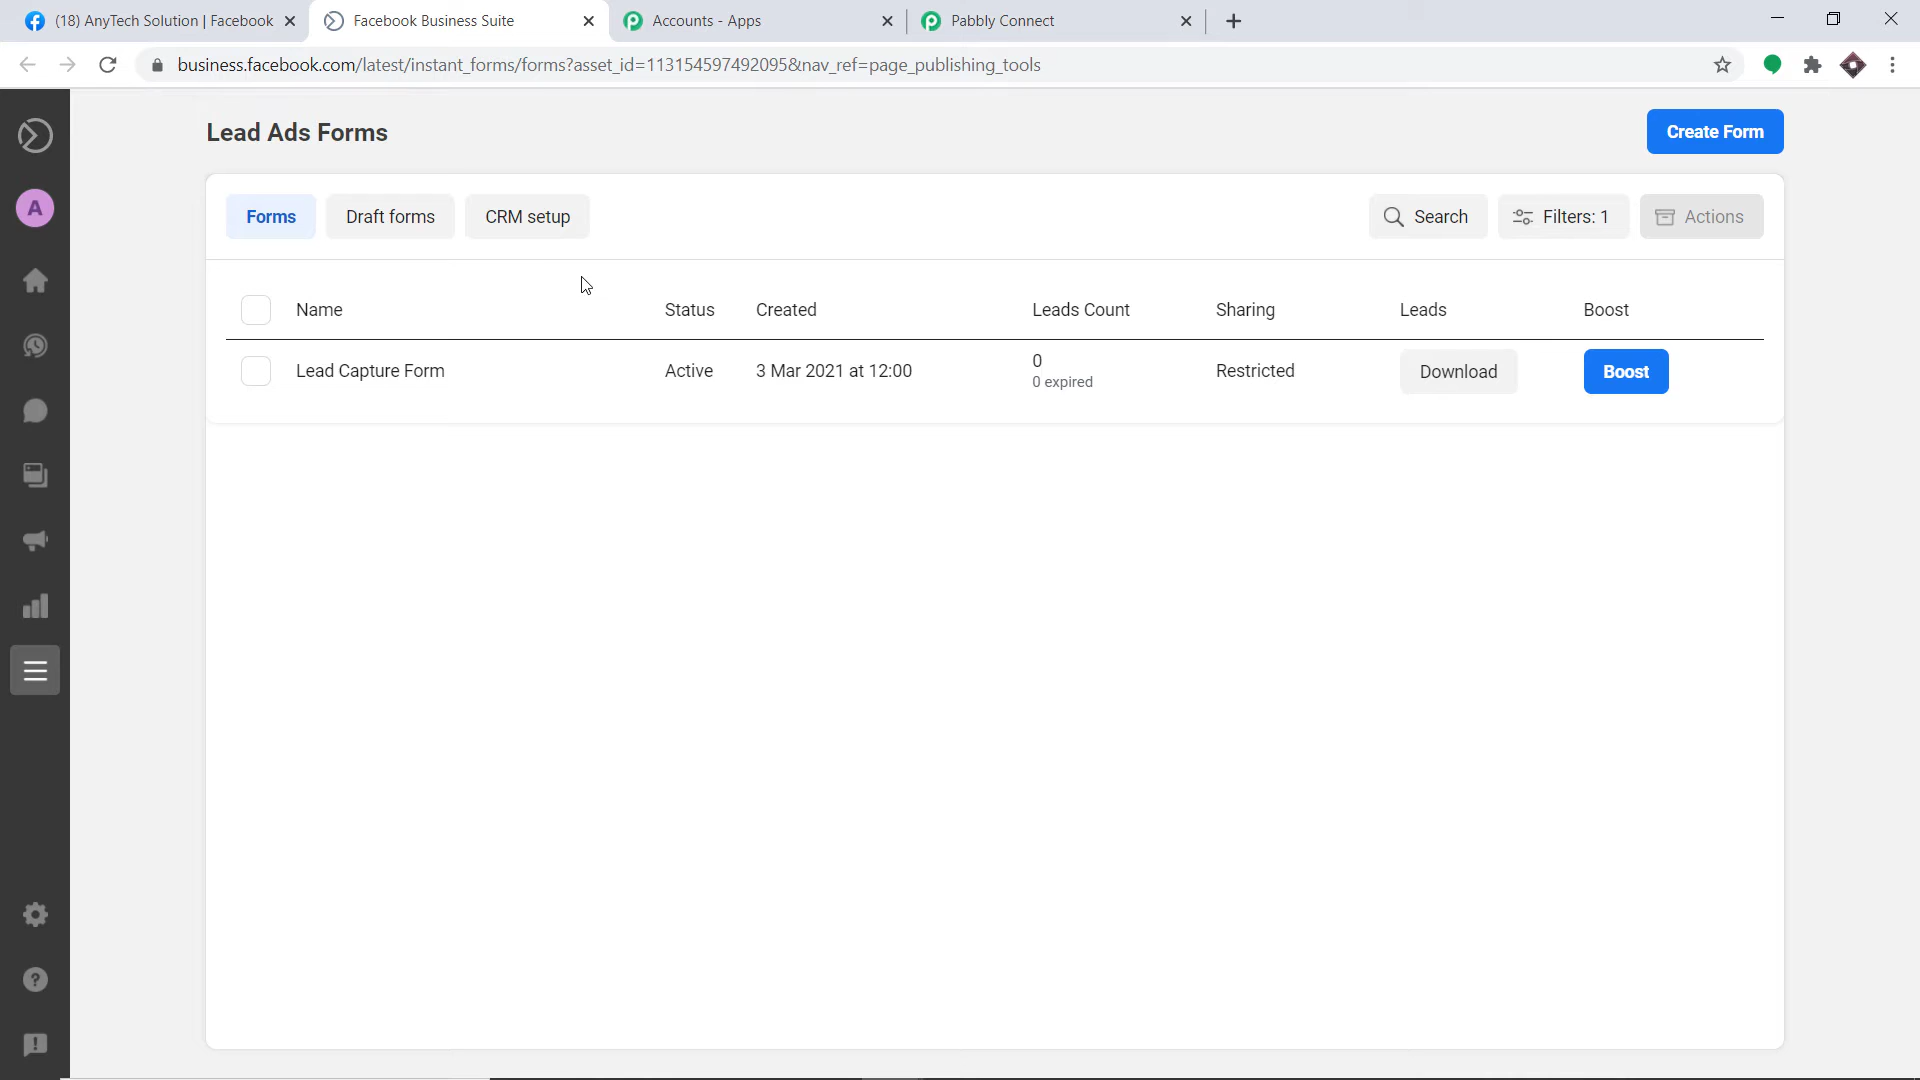 (18) AnyTech Solution | Facebook
Facebook Business Suite
Accounts - Apps
Pabbly Connect
business.facebook.com/latest/instant_forms/forms?asset_id=113154597492095&nav_ref=page_publishing_tools
Lead Ads Forms
Create Form
A
Forms
Draft forms
CRM setup
Search
Filters: 1
Actions
Name
Status
Created
Leads Count
Sharing
Leads
Boost
Lead Capture Form
Active
3 Mar 2021 at 12:00
0
0 expired
Restricted
Download
Boost